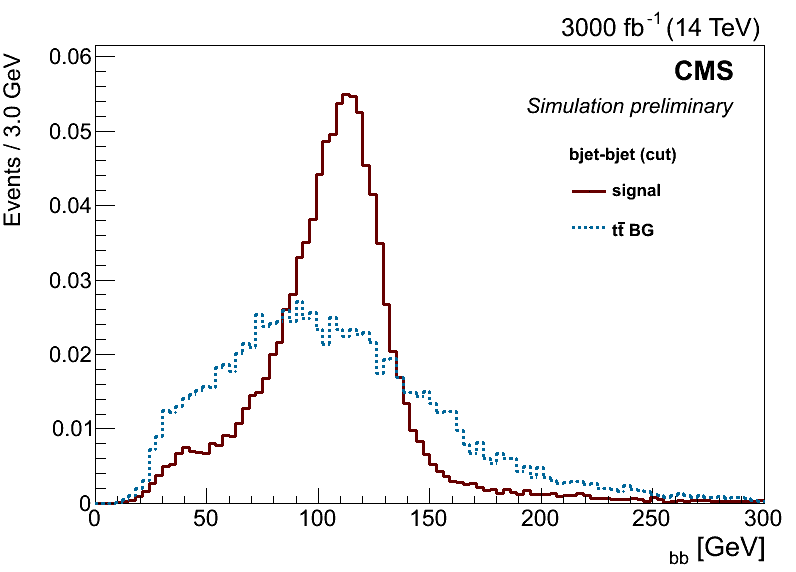 3000 fb⁻¹ (14 TeV)
CMS
Simulation preliminary
bjet-bjet (cut)
signal
tt̄ BG
Events / 3.0 GeV
0.06
0.05
0.04
0.03
0.02
0.01
0
0 50 100 150 200 250 300
bb [GeV]